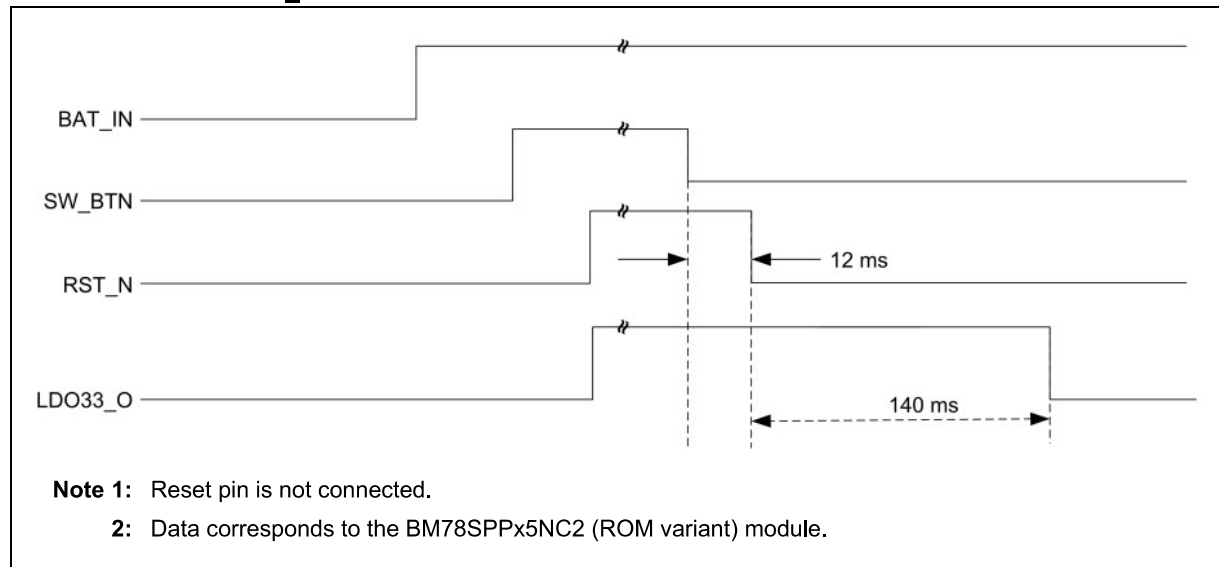 BAT_IN
SW_BTN
RST_N
12 ms
LDO33_O
140 ms
Note 1: Reset pin is not connected.
2: Data corresponds to the BM78SPPx5NC2 (ROM variant) module.